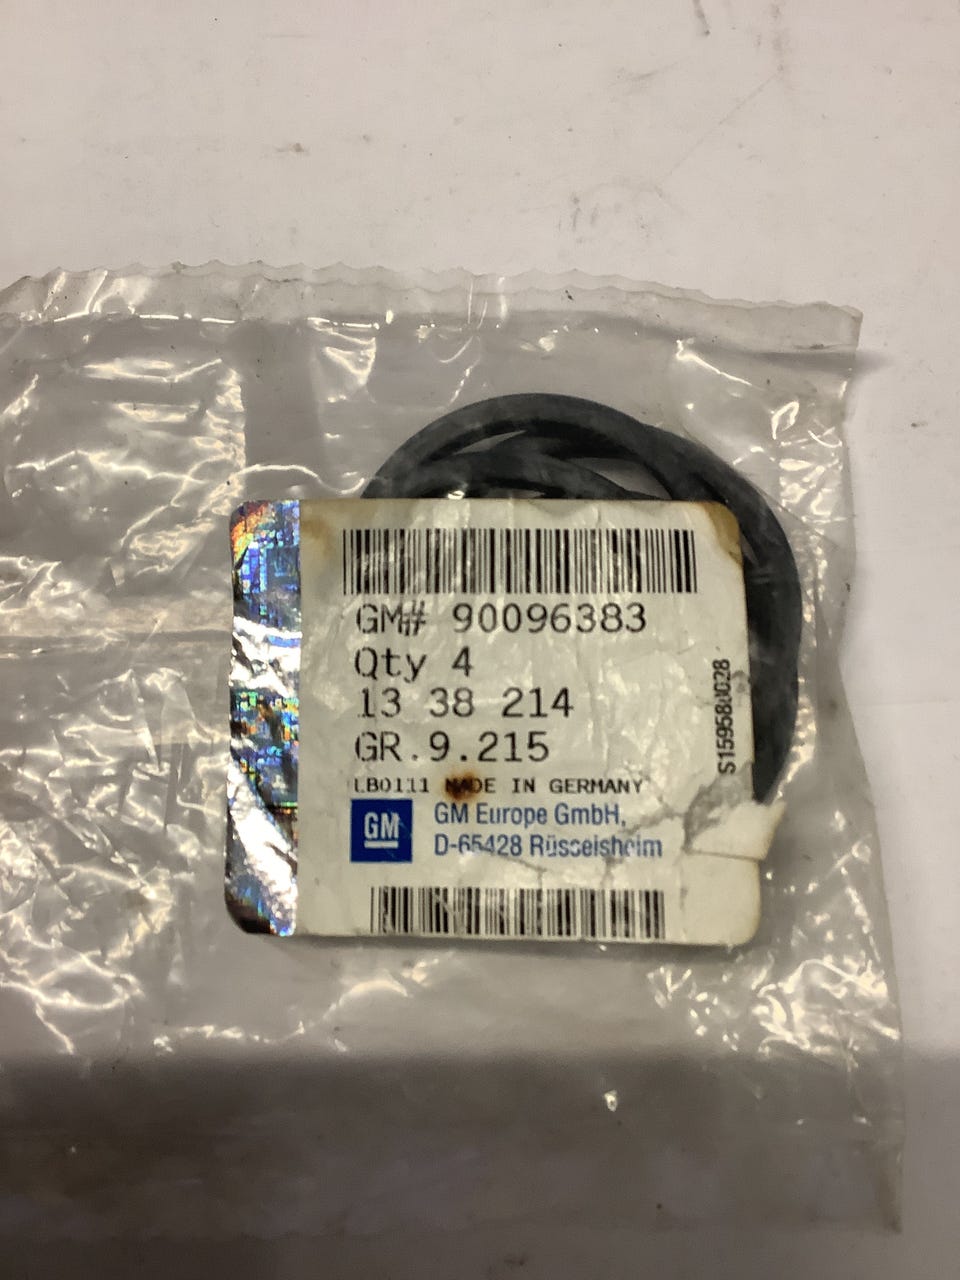 GM# 90096383
Qty 4
13 38 214
GR.9.215
LB0111 MADE IN GERMANY
GM
GM Europe GmbH,
D-65428 Rüsselsheim